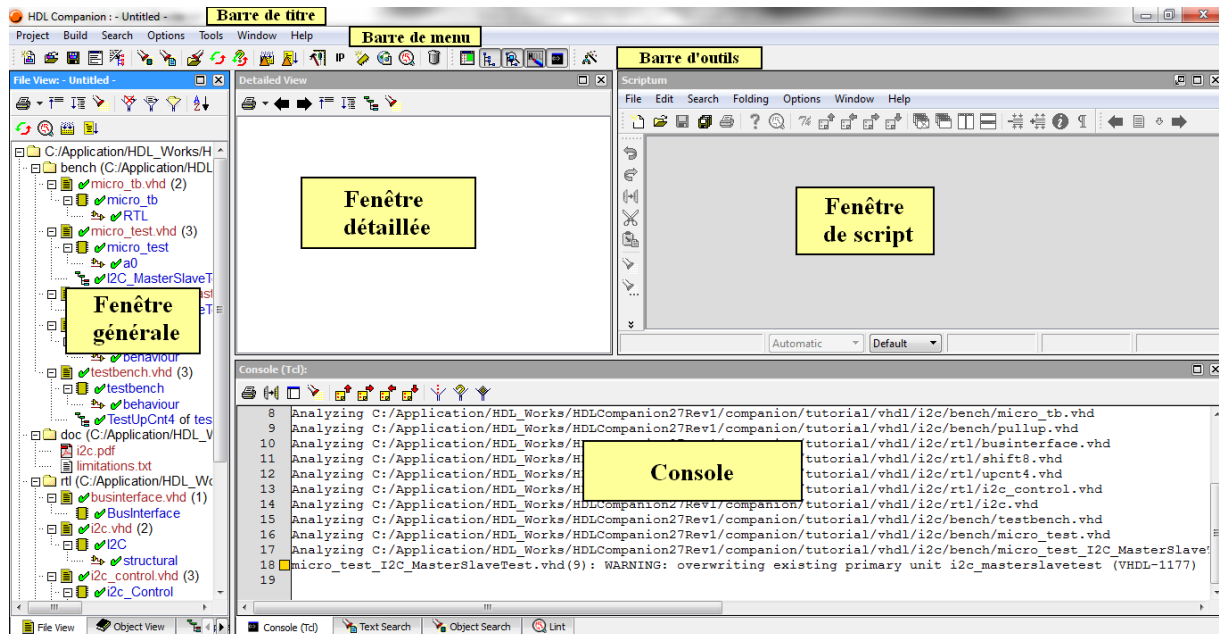 HDL Companion : - Untitled -
Barre de titre
Project Build Search Options Tools Window Help
Barre de menu
IP
Barre d'outils
File View: - Untitled -
Detailed View
Scriptum
File Edit Search Folding Options Window Help
C:/Application/HDL_Works/H
bench (C:/Application/HDL
micro_tb.vhd (2)
micro_tb
RTL
micro_test.vhd (3)
micro_test
a0
I2C_MasterSlaveT
Fenêtre
générale
behaviour
testbench.vhd (3)
testbench
behaviour
TestUpCnt4 of tes
doc (C:/Application/HDL_W
i2c.pdf
limitations.txt
rtl (C:/Application/HDL_Wo
businterface.vhd (1)
BusInterface
i2c.vhd (2)
I2C
structural
i2c_control.vhd (3)
i2c_Control
File View Object View
Fenêtre
détaillée
Fenêtre
de script
Automatic Default
Console (Tcl):
8 Analyzing C:/Application/HDL_Works/HDLCompanion27Rev1/companion/tutorial/vhdl/i2c/bench/micro_tb.vhd
9 Analyzing C:/Application/HDL_Works/HDLCompanion27Rev1/companion/tutorial/vhdl/i2c/bench/pullup.vhd
10 Analyzing C:/Application/HDL_Works/HDLCompanion27Rev1/companion/tutorial/vhdl/i2c/rtl/businterface.vhd
11 Analyzing C:/Application/HDL_Works/H ompanion/tutorial/vhdl/i2c/rtl/shift8.vhd
12 Analyzing C:/Application/HDL_Works/H ompanion/tutorial/vhdl/i2c/rtl/upcnt4.vhd
13 Analyzing C:/Application/HDL_Works/H ompanion/tutorial/vhdl/i2c/rtl/i2c_control.vhd
14 Analyzing C:/Application/HDL_Works/HDLCompanion27Rev1/companion/tutorial/vhdl/i2c/rtl/i2c.vhd
15 Analyzing C:/Application/HDL_Works/HDLCompanion27Rev1/companion/tutorial/vhdl/i2c/bench/testbench.vhd
16 Analyzing C:/Application/HDL_Works/HDLCompanion27Rev1/companion/tutorial/vhdl/i2c/bench/micro_test.vhd
17 Analyzing C:/Application/HDL_Works/HDLCompanion27Rev1/companion/tutorial/vhdl/i2c/bench/micro_test_I2C_MasterSlave
18 micro_test_I2C_MasterSlaveTest.vhd(9): WARNING: overwriting existing primary unit i2c_masterslavetest (VHDL-1177)
19
Console
Console (Tcl) Text Search Object Search Lint